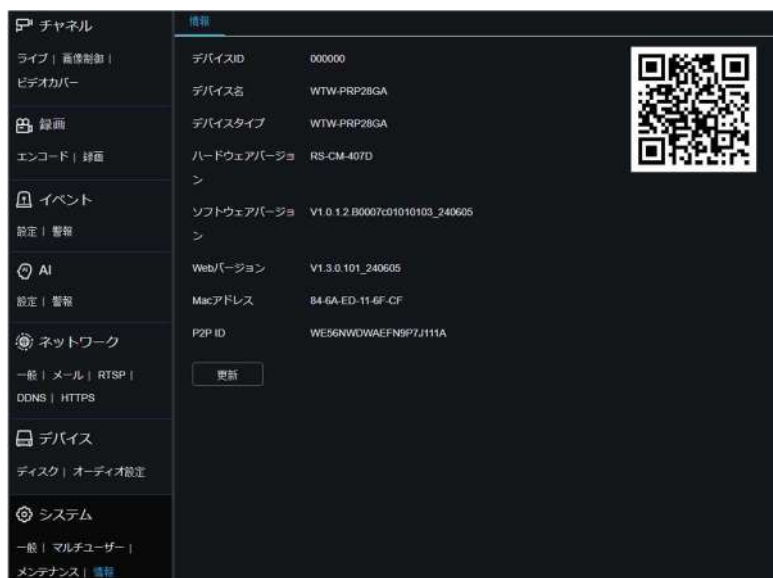 チャネル
ライブ | 画像制御 |
ビデオカバー
録画
エンコード | 録画
イベント
設定 | 警報
AI
設定 | 警報
ネットワーク
一般 | メール | RTSP |
DDNS | HTTPS
デバイス
ディスク | オーディオ設定
システム
一般 | マルチユーザー |
メンテナンス | 情報
情報
デバイスID 000000
デバイス名 WTW-PRP28GA
デバイスタイプ WTW-PRP28GA
ハードウェアバージョ RS-CM-407D
ン
ソフトウェアバージョ V1.0.1.2.B0007c01010103_240605
ン
Webバージョン V1.3.0.101_240605
Macアドレス 84-6A-ED-11-6F-CF
P2P ID WE56NWDWAEFN9P7J111A
更新